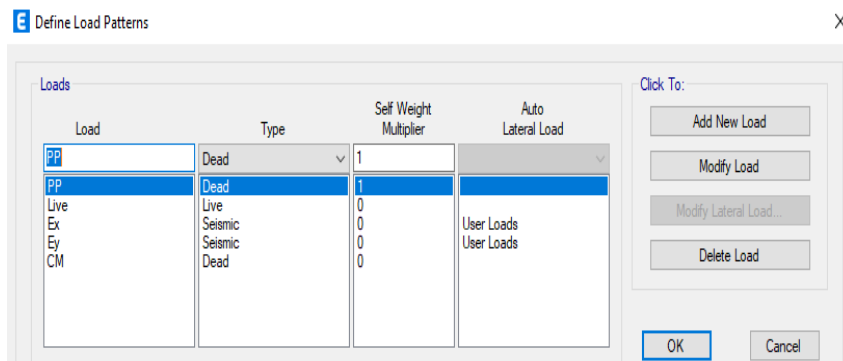 E Define Load Patterns
Loads
Click To:
Load Type Self Weight Multiplier Auto Lateral Load
PP Dead 1
PP Dead 1
Live Live 0
Ex Seismic 0 User Loads
Ey Seismic 0 User Loads
CM Dead 0
Add New Load
Modify Load
Modify Lateral Load...
Delete Load
OK Cancel